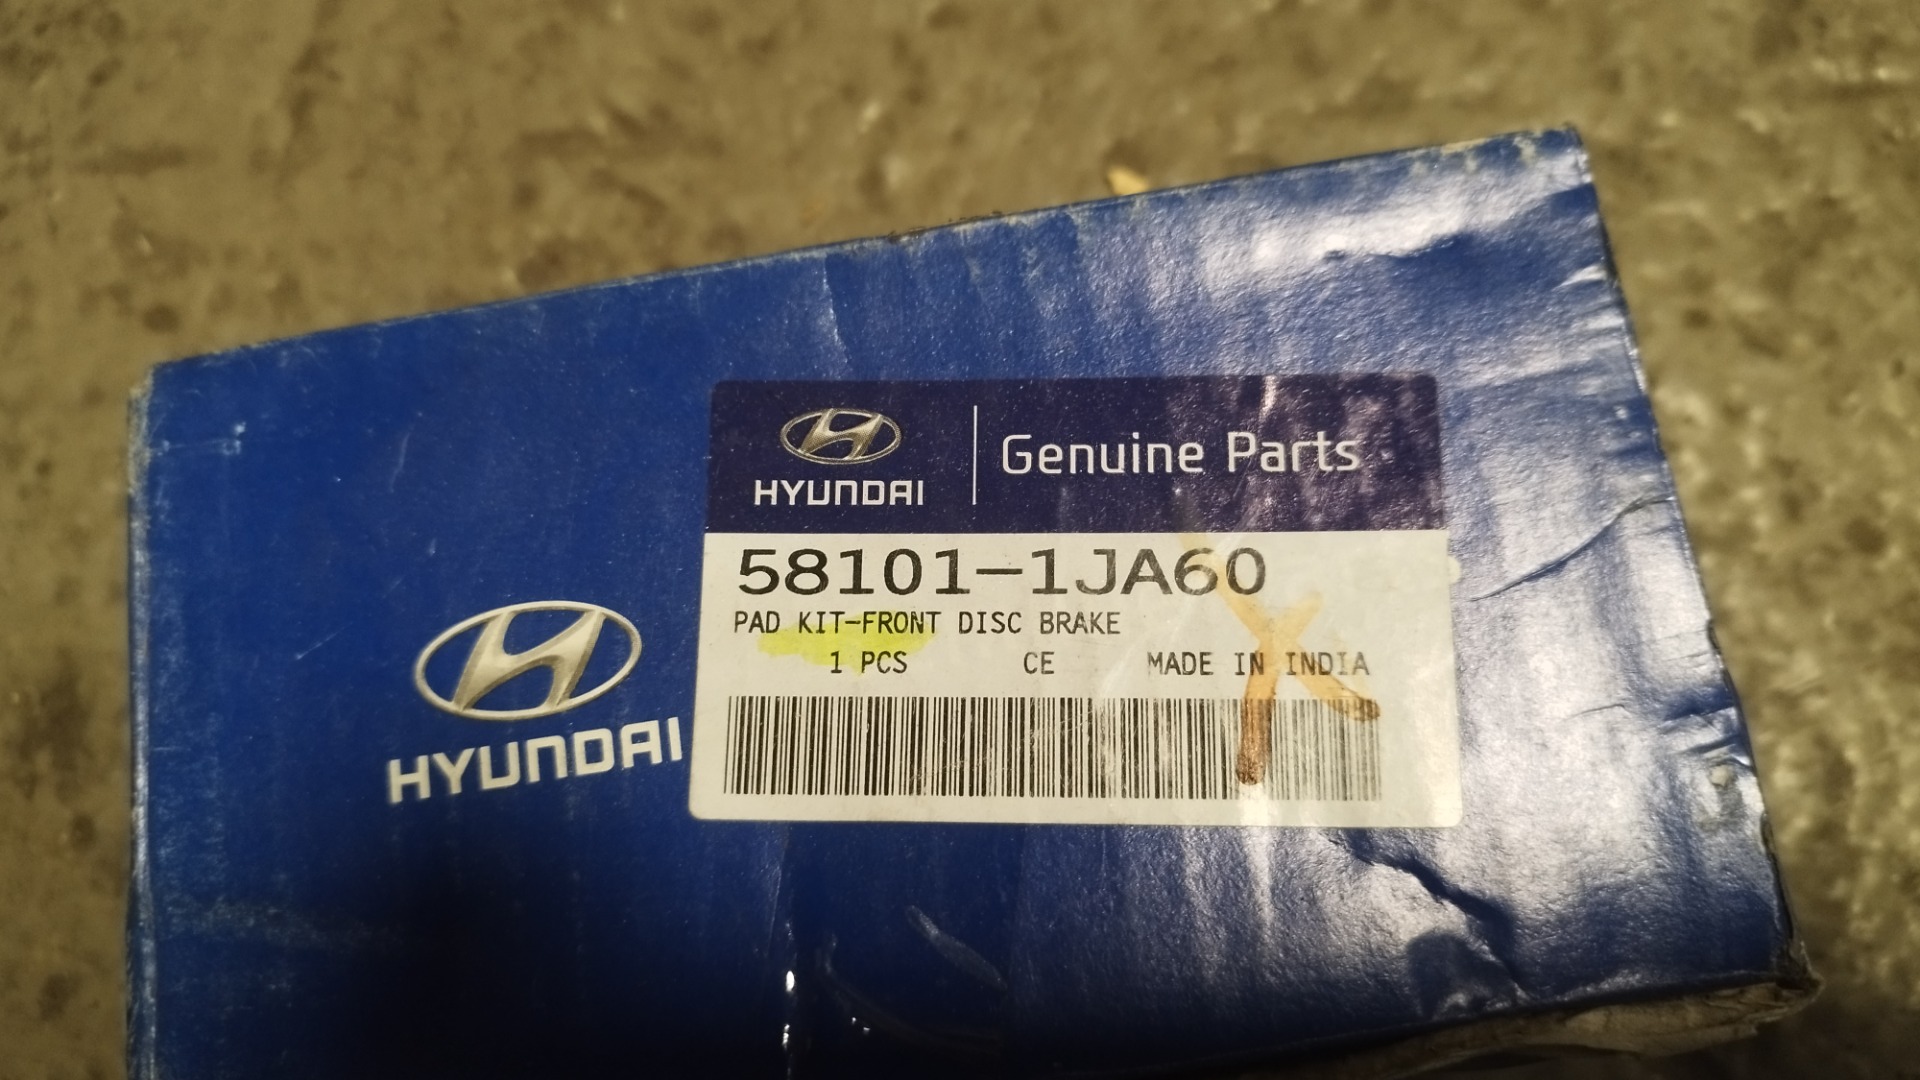 HYUNDAI
Genuine Parts
58101-1JA60
PAD KIT-FRONT DISC BRAKE
1 PCS CE MADE IN INDIA
HYUNDAI